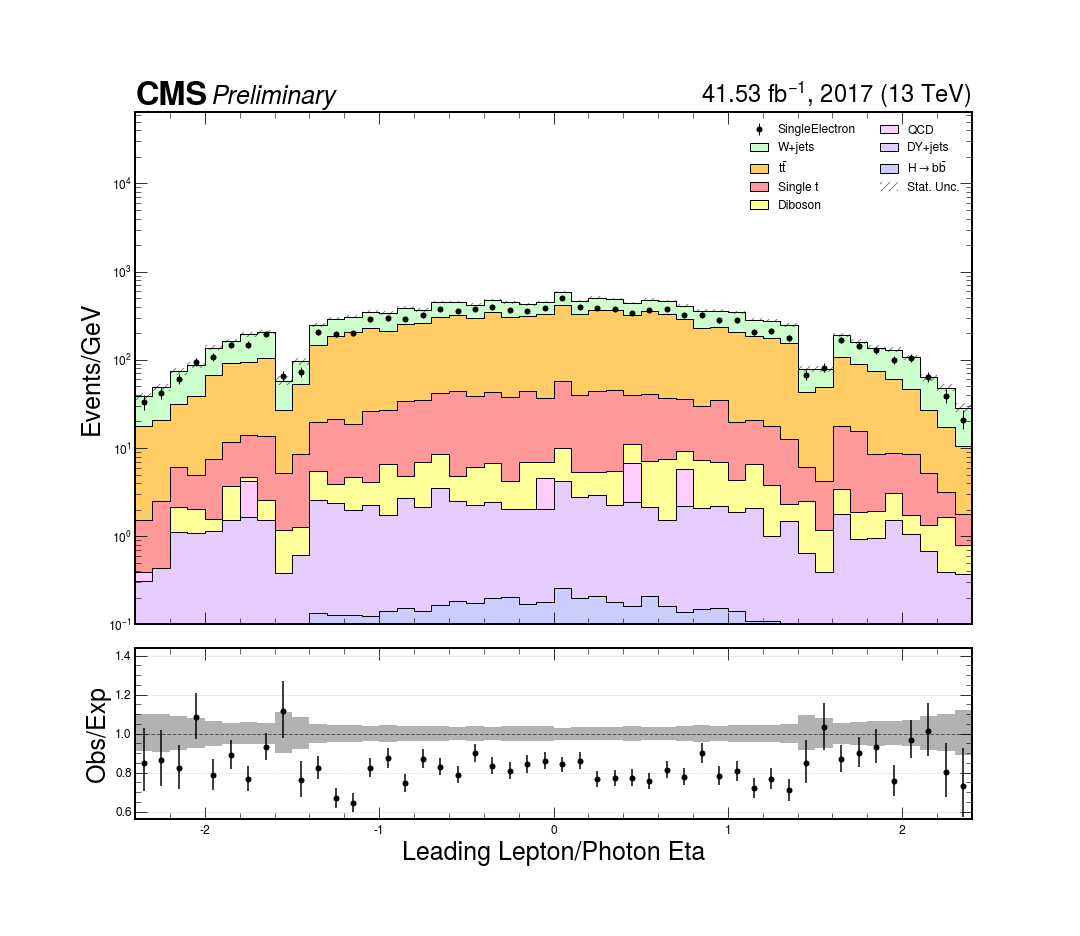 CMS Preliminary
41.53 fb⁻¹, 2017 (13 TeV)
SingleElectron
W+jets
tt̄
Single t
Diboson
QCD
DY+jets
H→bb̄
Stat. Unc.
Events/GeV
10⁴
10³
10²
10¹
10⁰
10⁻¹
Obs/Exp
1.4
1.2
1.0
0.8
0.6
-2 -1 0 1 2
Leading Lepton/Photon Eta